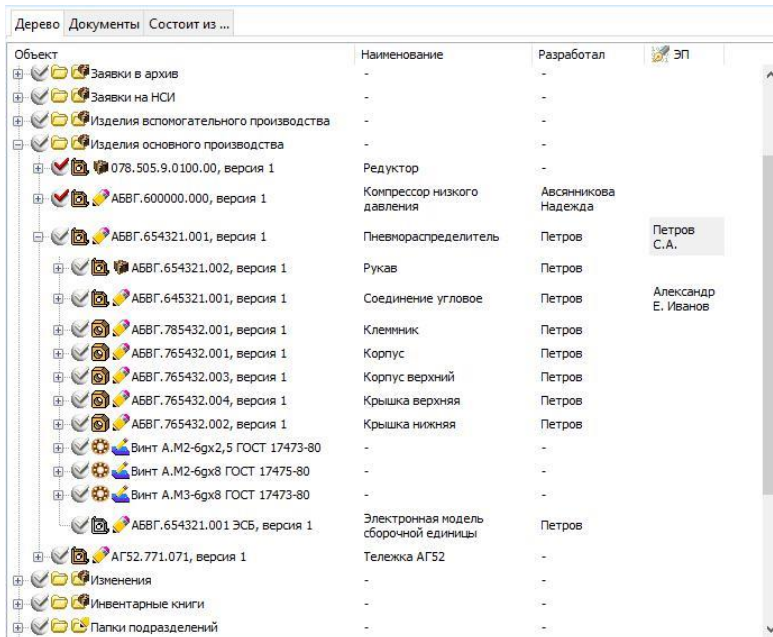 Дерево Документы Состоит из ...
Объект Наименование Разработал ЭП
Заявки в архив - -
Заявки на НСИ - -
Изделия вспомогательного производства - -
Изделия основного производства - -
078.505.9.0100.00, версия 1 Редуктор -
АБВГ.600000.000, версия 1 Компрессор низкого давления Авсянникова Надежда
АБВГ.654321.001, версия 1 Пневмораспределитель Петров Петров С.А.
АБВГ.654321.002, версия 1 Рукав Петров
АБВГ.645321.001, версия 1 Соединение угловое Петров Александр Е. Иванов
АБВГ.785432.001, версия 1 Клеммник Петров
АБВГ.765432.001, версия 1 Корпус Петров
АБВГ.765432.003, версия 1 Корпус верхний Петров
АБВГ.765432.004, версия 1 Крышка верхняя Петров
АБВГ.765432.002, версия 1 Крышка нижняя Петров
Винт А.М2-6gx2,5 ГОСТ 17473-80 - -
Винт А.М2-6gx8 ГОСТ 17475-80 - -
Винт А.М3-6gx8 ГОСТ 17473-80 - -
АБВГ.654321.001 ЭСБ, версия 1 Электронная модель сборочной единицы Петров
АГ52.771.071, версия 1 Тележка АГ52 -
Изменения - -
Инвентарные книги - -
Папки подразделений - -